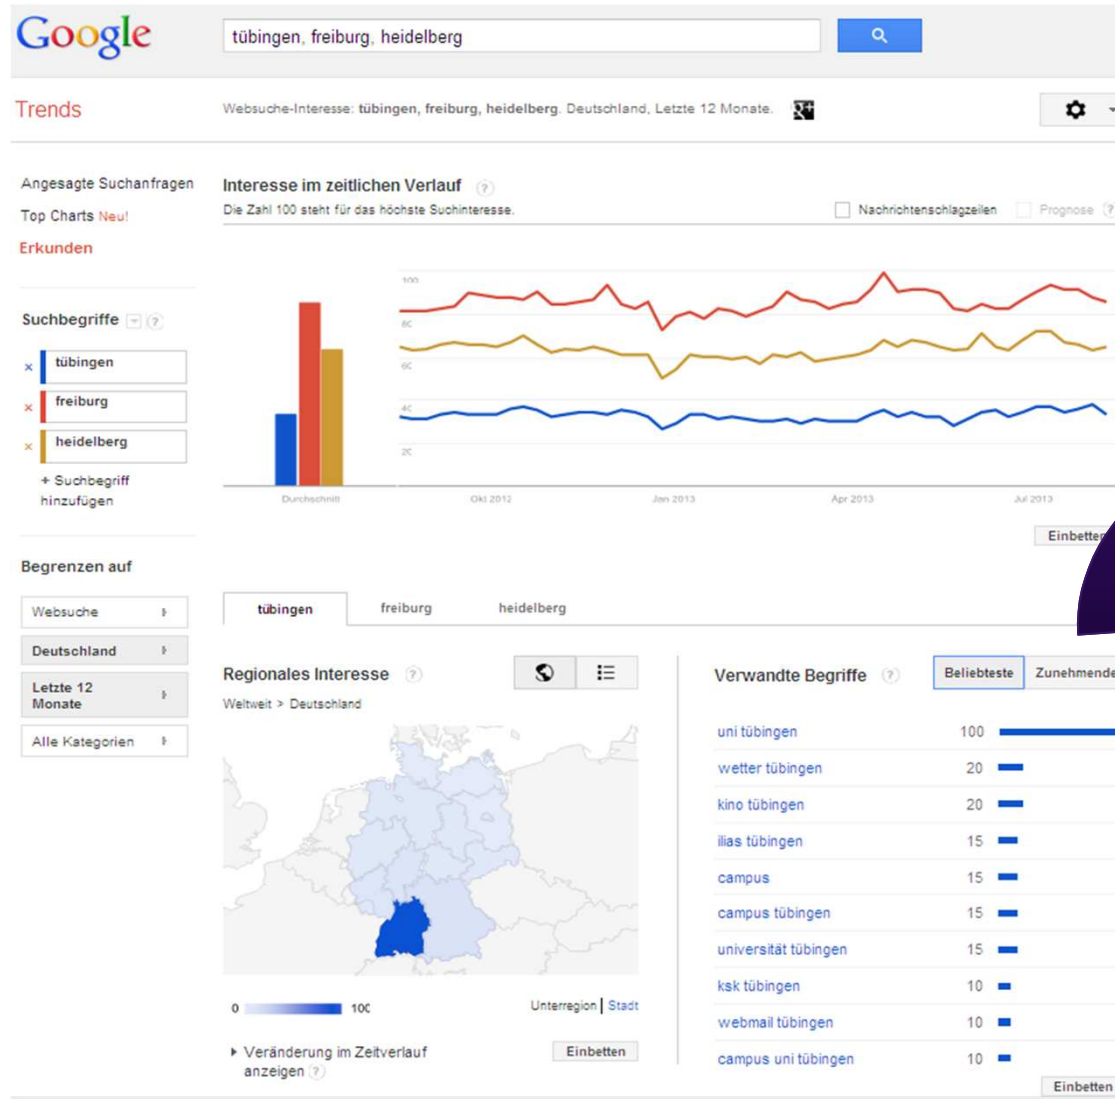 Google
tübingen, freiburg, heidelberg
Trends
Websuche-Interesse: tübingen, freiburg, heidelberg. Deutschland, Letzte 12 Monate.
Angesagte Suchanfragen
Top Charts Neu!
Erkunden
Suchbegriffe
tübingen
freiburg
heidelberg
+ Suchbegriff
hinzufügen
Begrenzen auf
Websuche
Deutschland
Letzte 12
Monate
Alle Kategorien
Interesse im zeitlichen Verlauf ?
Die Zahl 100 steht für das höchste Suchinteresse.
Nachrichtenschlagzeilen Prognose ?
100
80
60
40
20
Durchschnitt Okt 2012 Jan 2013 Apr 2013 Jul 2013
Einbetten
tübingen freiburg heidelberg
Regionales Interesse ?
Weltweit > Deutschland
0 100
Unterregion | Stadt
Veränderung im Zeitverlauf
anzeigen ?
Einbetten
Verwandte Begriffe ? Beliebteste Zunehmende
uni tübingen 100
wetter tübingen 20
kino tübingen 20
ilias tübingen 15
campus 15
campus tübingen 15
universität tübingen 15
ksk tübingen 10
webmail tübingen 10
campus uni tübingen 10
Einbetten